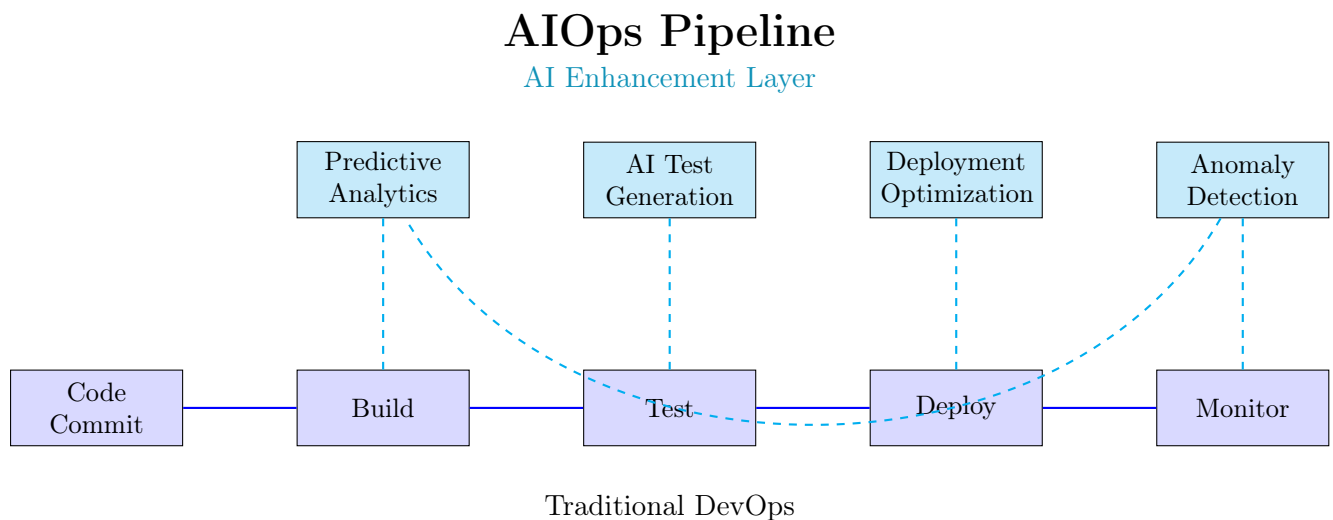 AIOps Pipeline
AI Enhancement Layer
Predictive
Analytics
AI Test
Generation
Deployment
Optimization
Anomaly
Detection
Code
Commit
Build
Test
Deploy
Monitor
Traditional DevOps